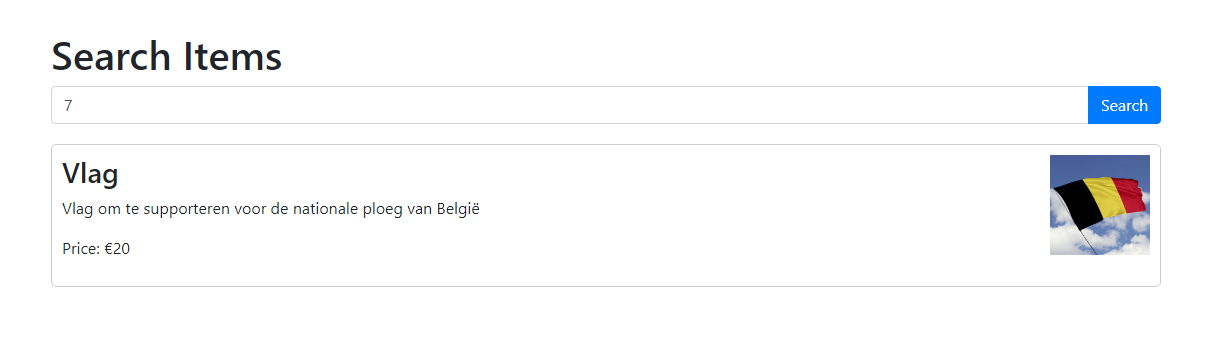 Search Items
7
Search
Vlag
Vlag om te supporteren voor de nationale ploeg van België
Price: €20